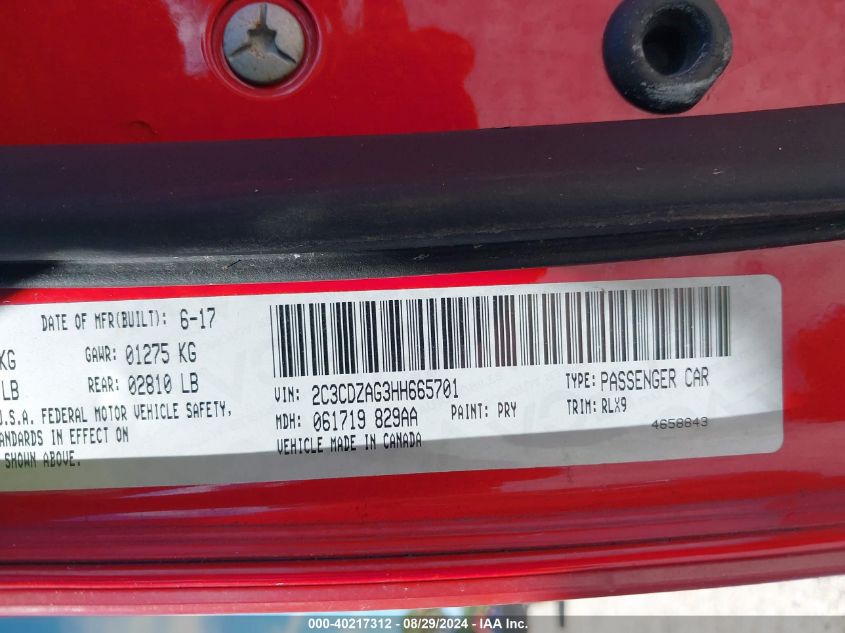 DATE OF MFR(BUILT): 6-17
KG GAWR: 01275 KG
LB REAR: 02810 LB
U.S.A. FEDERAL MOTOR VEHICLE SAFETY,
ANDARDS IN EFFECT ON
SHOWN ABOVE.
VIN: 2C3CDZAG3HH665701 TYPE: PASSENGER CAR
MDH: 061719 829AA PAINT: PRY TRIM: RLX9
VEHICLE MADE IN CANADA 4658843
000-40217312 - 08/29/2024 - IAA Inc.